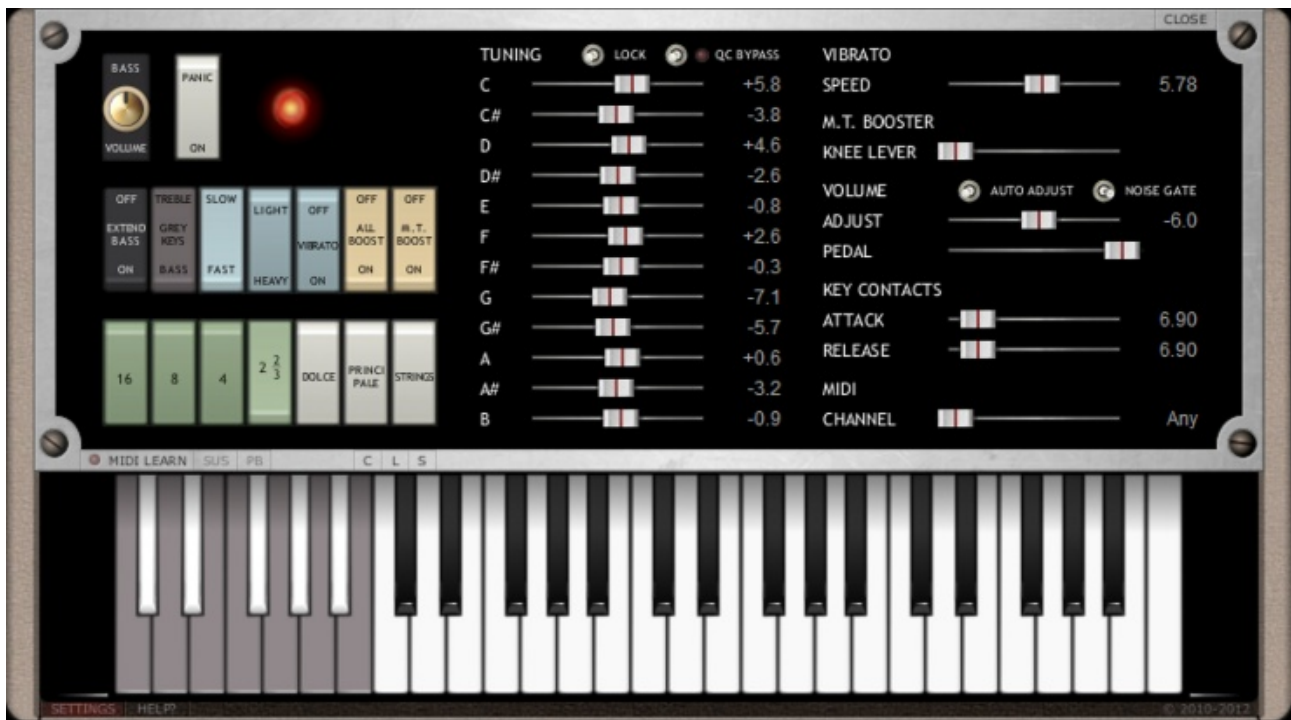 CLOSE
BASS
VOLUME
PANIC
ON
OFF
EXTEND
BASS
ON
TREBLE
GREY
KEYS
BASS
SLOW
FAST
LIGHT
HEAVY
OFF
VIBRATO
ON
OFF
ALL
BOOST
ON
OFF
M.T.
BOOST
ON
16
8
4
2 2/3
DOLCE
PRINCI
PALE
STRINGS
TUNING LOCK QC BYPASS
C +5.8
C# -3.8
D +4.6
D# -2.6
E -0.8
F +2.6
F# -0.3
G -7.1
G# -5.7
A +0.6
A# -3.2
B -0.9
VIBRATO
SPEED 5.78
M.T. BOOSTER
KNEE LEVER
VOLUME AUTO ADJUST NOISE GATE
ADJUST -6.0
PEDAL
KEY CONTACTS
ATTACK 6.90
RELEASE 6.90
MIDI
CHANNEL Any
MIDI LEARN SUS PB C L S
SETTINGS HELP? © 2010-2012